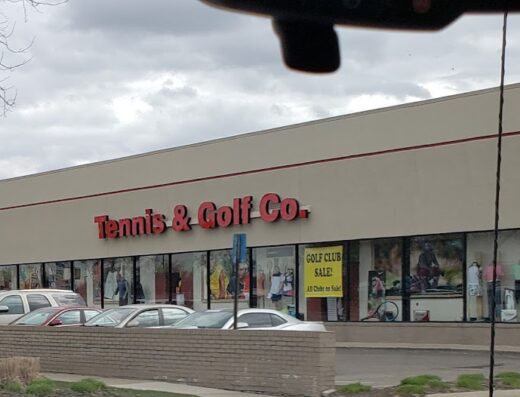 Tennis & Golf Co.
GOLF CLUB
SALE!
All Clubs on Sale!